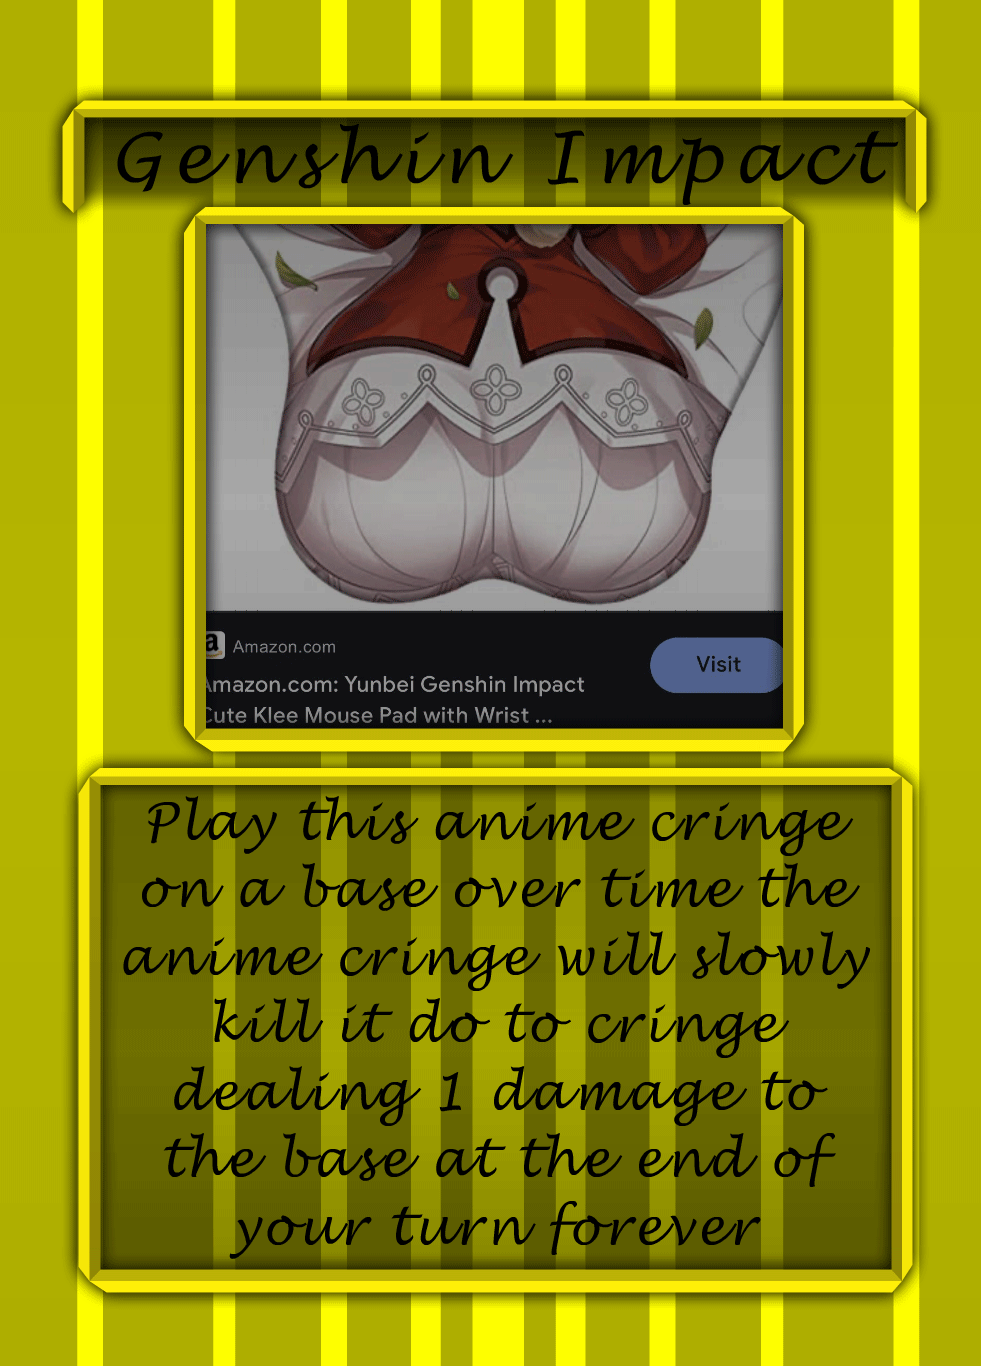 Genshin Impact
a Amazon.com
Visit
Amazon.com: Yunbei Genshin Impact
Cute Klee Mouse Pad with Wrist ...
Play this anime cringe
on a base over time the
anime cringe will slowly
kill it do to cringe
dealing 1 damage to
the base at the end of
your turn forever